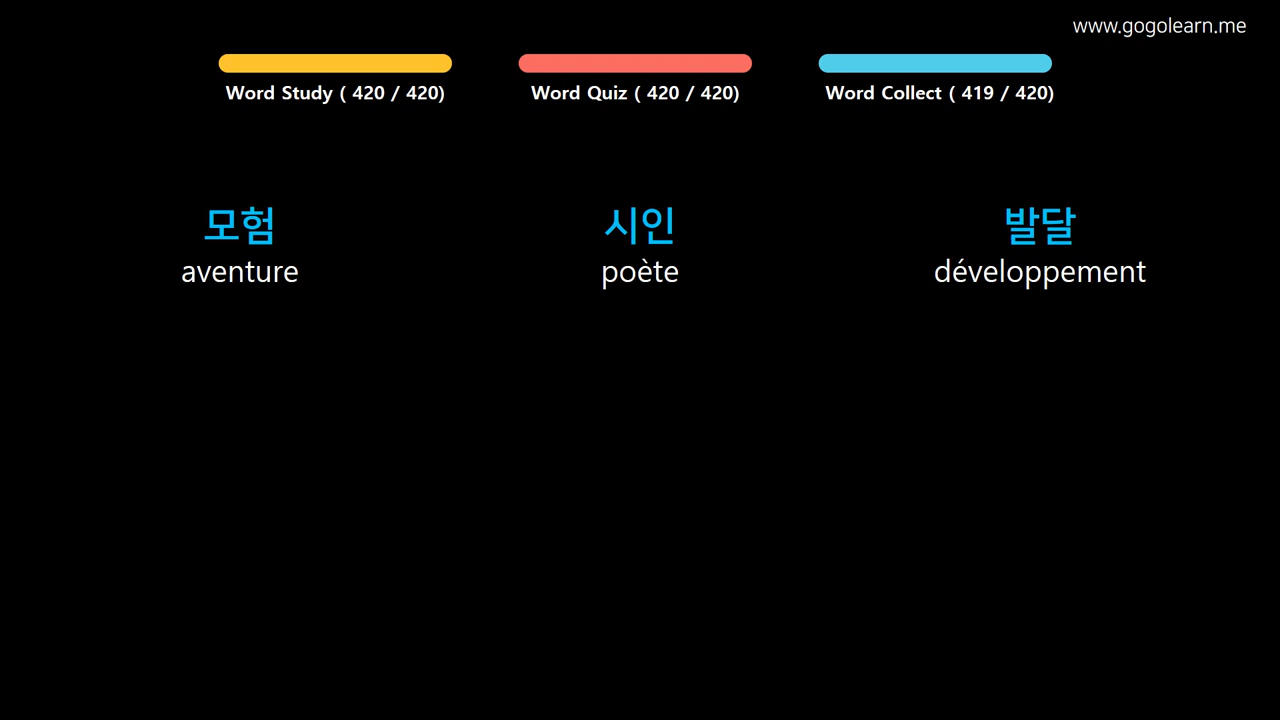 www.gogolearn.me
Word Study ( 420 / 420)
Word Quiz ( 420 / 420)
Word Collect ( 419 / 420)
모험
aventure
시인
poète
발달
développement